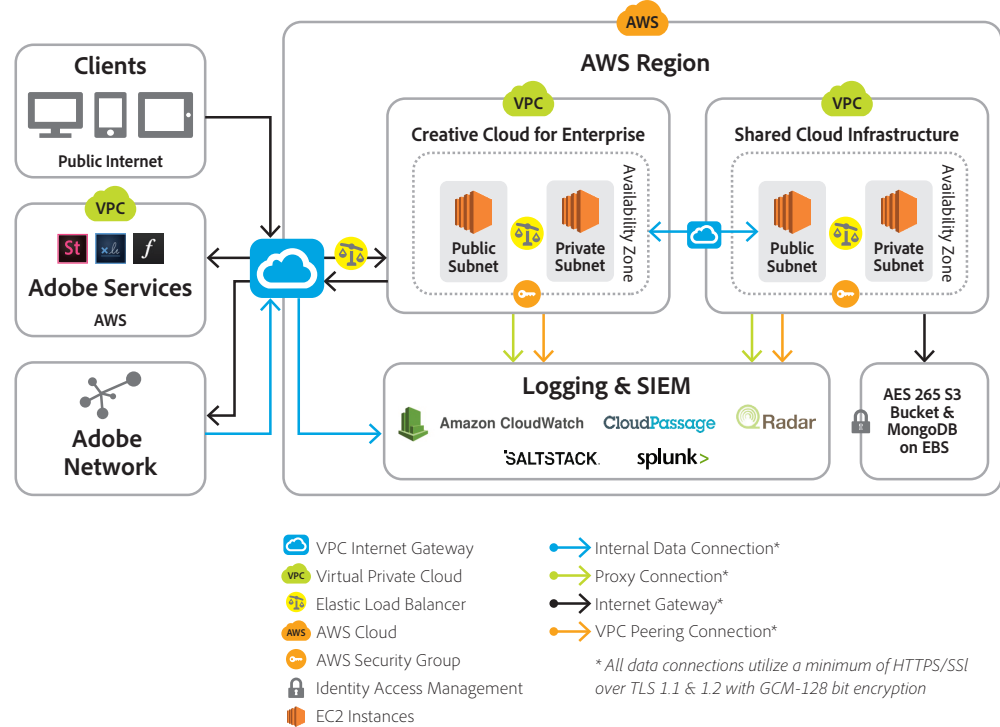 AWS
AWS Region
Clients
Public Internet
VPC
St
Adobe Services
AWS
Adobe
Network
VPC
Creative Cloud for Enterprise
Availability Zone
Public
Subnet
Private
Subnet
VPC
Shared Cloud Infrastructure
Availability Zone
Public
Subnet
Private
Subnet
Logging & SIEM
Amazon CloudWatch
CloudPassage
QRadar
SALTSTACK.
splunk>
AES 265 S3
Bucket &
MongoDB
on EBS
VPC Internet Gateway
VPC Virtual Private Cloud
Elastic Load Balancer
AWS AWS Cloud
AWS Security Group
Identity Access Management
EC2 Instances
Internal Data Connection*
Proxy Connection*
Internet Gateway*
VPC Peering Connection*
* All data connections utilize a minimum of HTTPS/SSl
over TLS 1.1 & 1.2 with GCM-128 bit encryption